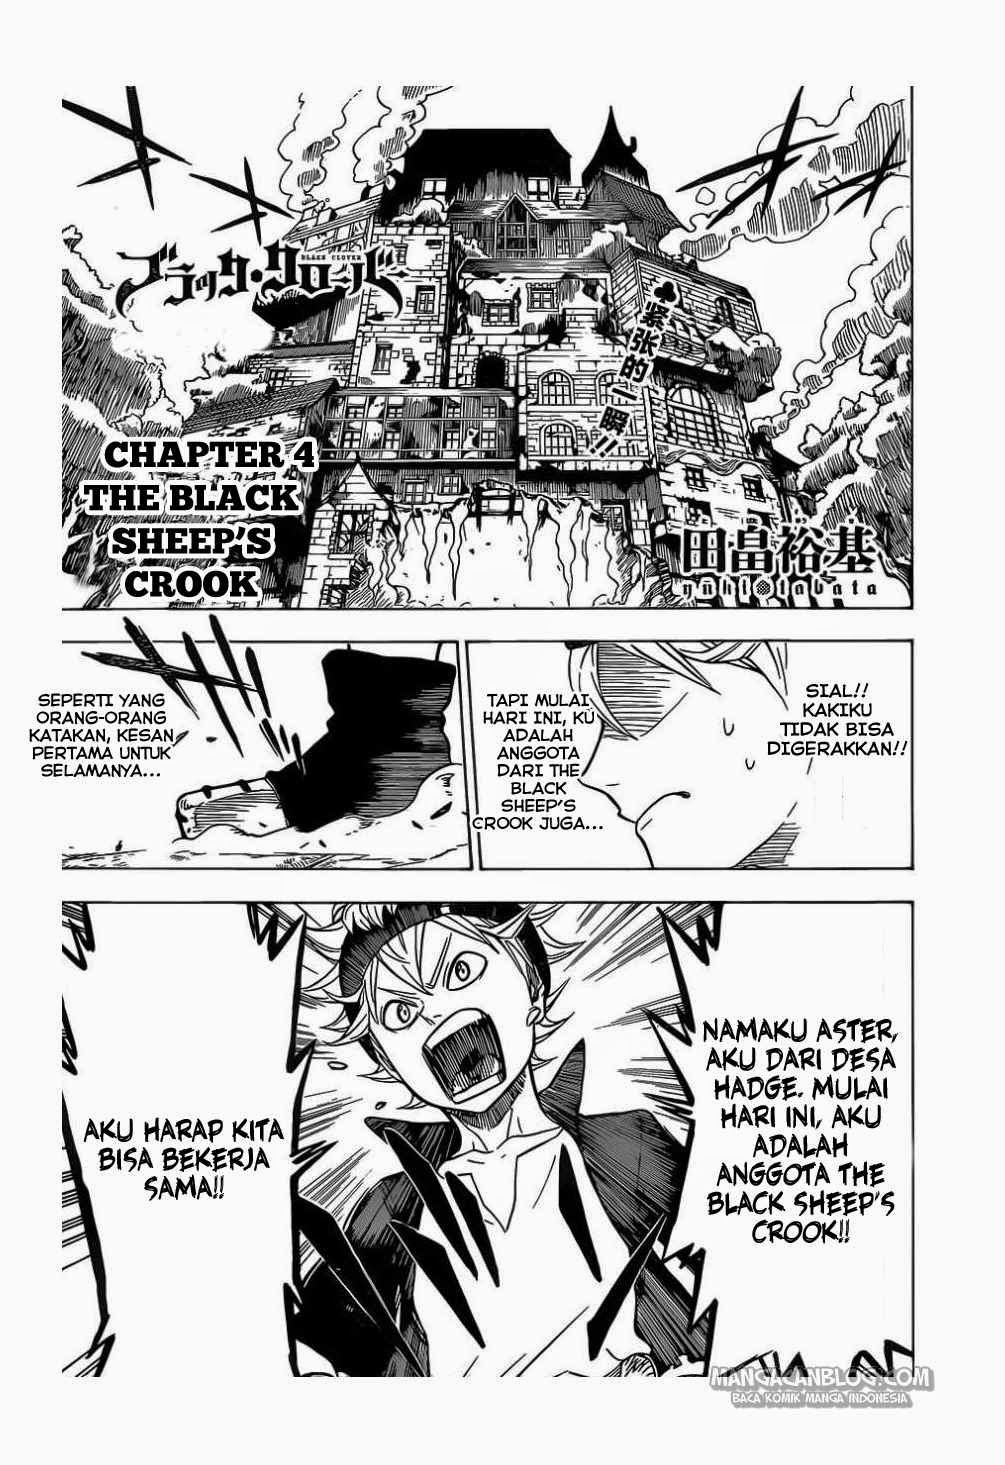 ブラック・クローバー
BLACK CLOVER
緊张的一瞬!!
CHAPTER 4
THE BLACK
SHEEP'S
CROOK
田畠裕基
yūki tabata
SIAL!!
KAKIKU
TIDAK BISA
DIGERAKKAN!!
TAPI MULAI
HARI INI, KU
ADALAH
ANGGOTA
DARI THE
BLACK
SHEEP'S
CROOK JUGA...
SEPERTI YANG
ORANG-ORANG
KATAKAN, KESAN
PERTAMA UNTUK
SELAMANYA...
NAMAKU ASTER,
AKU DARI DESA
HADGE. MULAI
HARI INI, AKU
ADALAH
ANGGOTA THE
BLACK SHEEP'S
CROOK!!
AKU HARAP KITA
BISA BEKERJA
SAMA!!
MANGACANBLOG.COM
BACA KOMIK MANGA INDONESIA